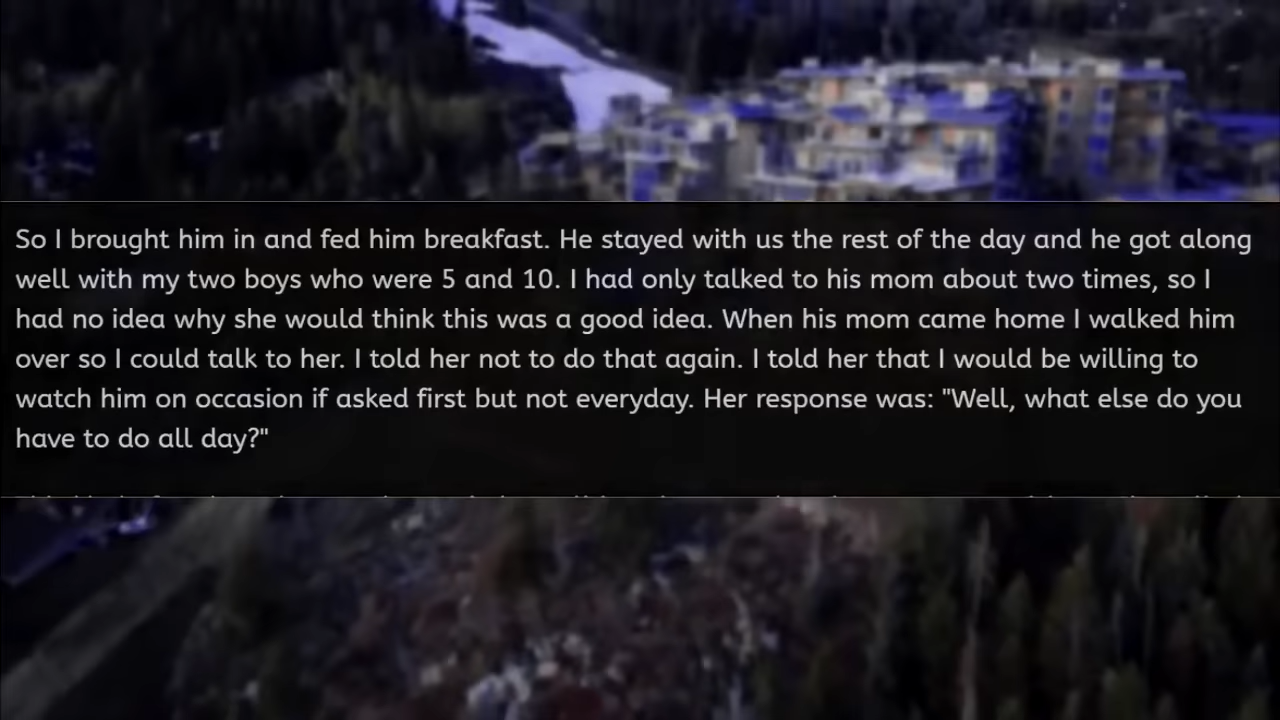 So I brought him in and fed him breakfast. He stayed with us the rest of the day and he got along
well with my two boys who were 5 and 10. I had only talked to his mom about two times, so I
had no idea why she would think this was a good idea. When his mom came home I walked him
over so I could talk to her. I told her not to do that again. I told her that I would be willing to
watch him on occasion if asked first but not everyday. Her response was: "Well, what else do you
have to do all day?"